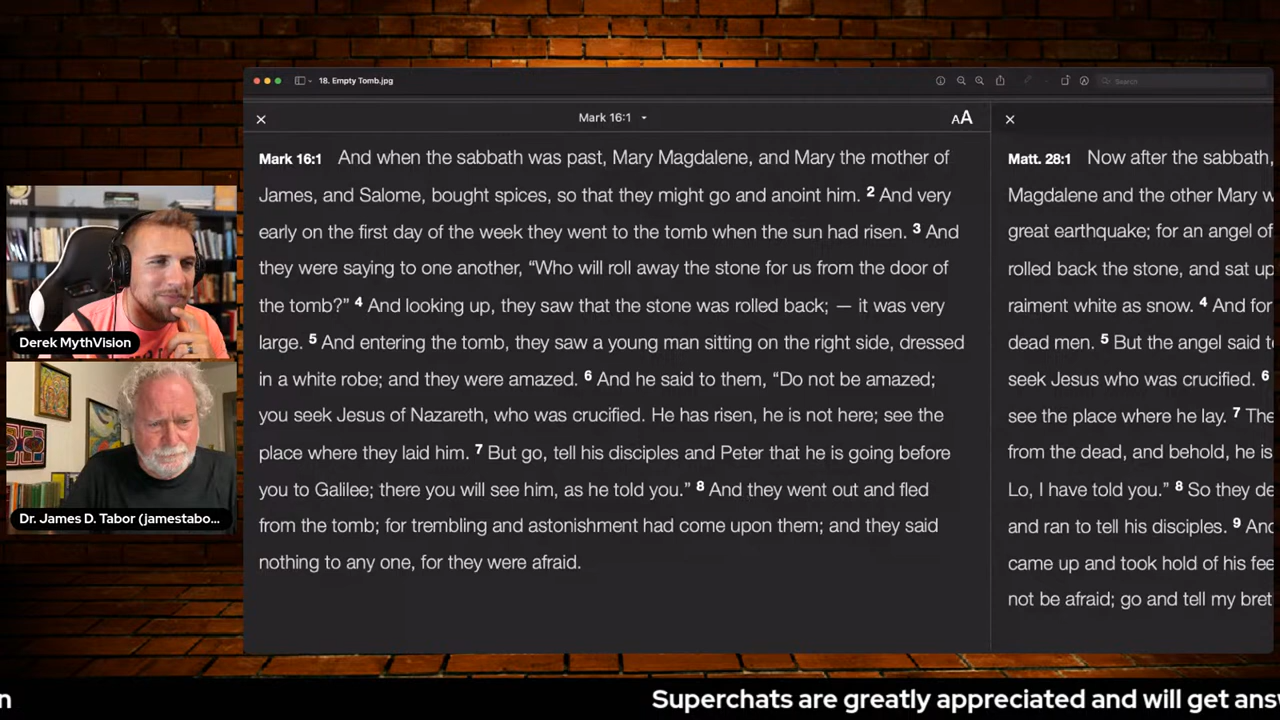 18. Empty Tomb.jpg
Search
Mark 16:1
AA
Mark 16:1 And when the sabbath was past, Mary Magdalene, and Mary the mother of
James, and Salome, bought spices, so that they might go and anoint him. 2 And very
early on the first day of the week they went to the tomb when the sun had risen. 3 And
they were saying to one another, “Who will roll away the stone for us from the door of
the tomb?” 4 And looking up, they saw that the stone was rolled back; — it was very
large. 5 And entering the tomb, they saw a young man sitting on the right side, dressed
in a white robe; and they were amazed. 6 And he said to them, “Do not be amazed;
you seek Jesus of Nazareth, who was crucified. He has risen, he is not here; see the
place where they laid him. 7 But go, tell his disciples and Peter that he is going before
you to Galilee; there you will see him, as he told you.” 8 And they went out and fled
from the tomb; for trembling and astonishment had come upon them; and they said
nothing to any one, for they were afraid.
Matt. 28:1 Now after the sabbath,
Magdalene and the other Mary w
great earthquake; for an angel of
rolled back the stone, and sat up
raiment white as snow. 4 And for
dead men. 5 But the angel said t
seek Jesus who was crucified. 6
see the place where he lay. 7 The
from the dead, and behold, he is
Lo, I have told you.” 8 So they de
and ran to tell his disciples. 9 And
came up and took hold of his fee
not be afraid; go and tell my bret
Derek MythVision
Dr. James D. Tabor (jamestabo...
n
Superchats are greatly appreciated and will get answ